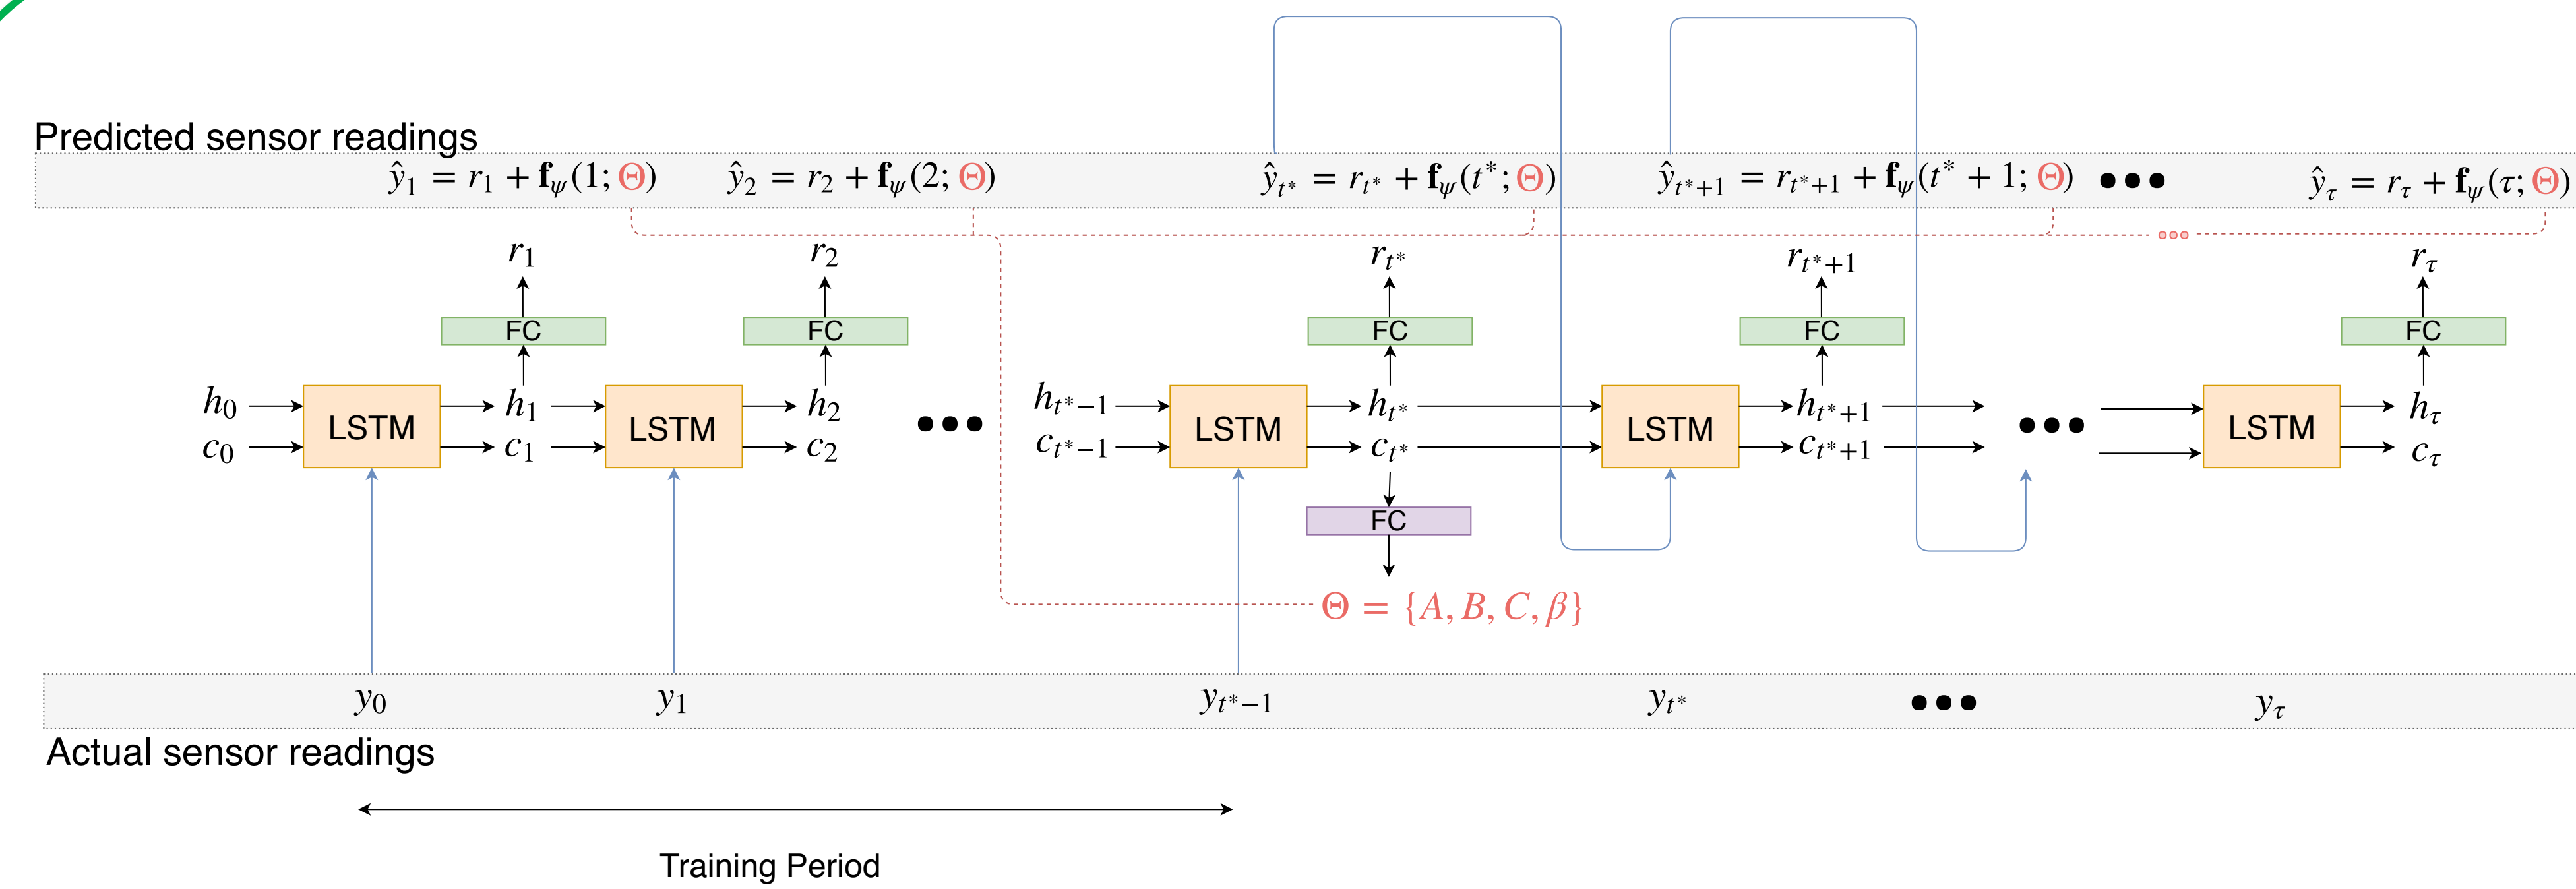 Predicted sensor readings
ŷ₁ = r₁ + f_ψ(1; Θ) ŷ₂ = r₂ + f_ψ(2; Θ) ŷ_{t*} = r_{t*} + f_ψ(t*; Θ) ŷ_{t*+1} = r_{t*+1} + f_ψ(t* + 1; Θ) ••• ŷ_τ = r_τ + f_ψ(τ; Θ)
r₁ r₂ r_{t*} r_{t*+1} r_τ
FC FC FC FC FC
h₀ h₁ h₂ h_{t*−1} h_{t*} h_{t*+1} h_τ
LSTM LSTM ••• LSTM LSTM ••• LSTM
c₀ c₁ c₂ c_{t*−1} c_{t*} c_{t*+1} c_τ
FC
Θ = {A, B, C, β}
y₀ y₁ y_{t*−1} y_{t*} ••• y_τ
Actual sensor readings
Training Period